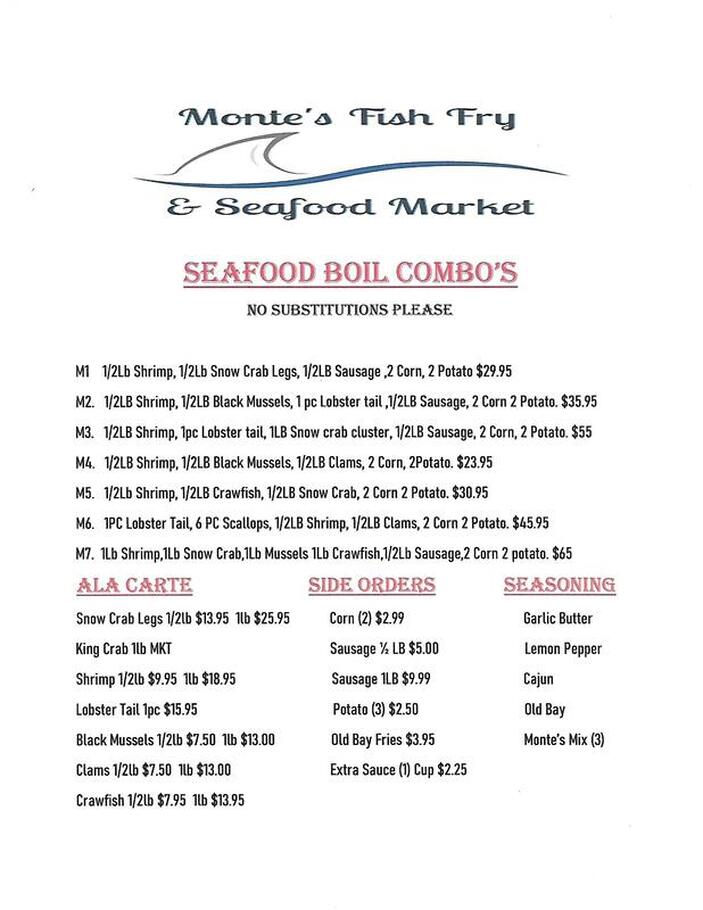 Monte's Fish Fry
& Seafood Market
SEAFOOD BOIL COMBO'S
NO SUBSTITUTIONS PLEASE
M1 1/2Lb Shrimp, 1/2Lb Snow Crab Legs, 1/2LB Sausage ,2 Corn, 2 Potato $29.95
M2. 1/2LB Shrimp, 1/2LB Black Mussels, 1 pc Lobster tail ,1/2LB Sausage, 2 Corn 2 Potato. $35.95
M3. 1/2LB Shrimp, 1pc Lobster tail, 1LB Snow crab cluster, 1/2LB Sausage, 2 Corn, 2 Potato. $55
M4. 1/2LB Shrimp, 1/2LB Black Mussels, 1/2LB Clams, 2 Corn, 2Potato. $23.95
M5. 1/2Lb Shrimp, 1/2LB Crawfish, 1/2LB Snow Crab, 2 Corn 2 Potato. $30.95
M6. 1PC Lobster Tail, 6 PC Scallops, 1/2LB Shrimp, 1/2LB Clams, 2 Corn 2 Potato. $45.95
M7. 1Lb Shrimp,1Lb Snow Crab,1Lb Mussels 1Lb Crawfish,1/2Lb Sausage,2 Corn 2 potato. $65
ALA CARTE
Snow Crab Legs 1/2lb $13.95 1lb $25.95
King Crab 1lb MKT
Shrimp 1/2lb $9.95 1lb $18.95
Lobster Tail 1pc $15.95
Black Mussels 1/2lb $7.50 1lb $13.00
Clams 1/2lb $7.50 1lb $13.00
Crawfish 1/2lb $7.95 1lb $13.95
SIDE ORDERS
Corn (2) $2.99
Sausage ½ LB $5.00
Sausage 1LB $9.99
Potato (3) $2.50
Old Bay Fries $3.95
Extra Sauce (1) Cup $2.25
SEASONING
Garlic Butter
Lemon Pepper
Cajun
Old Bay
Monte's Mix (3)